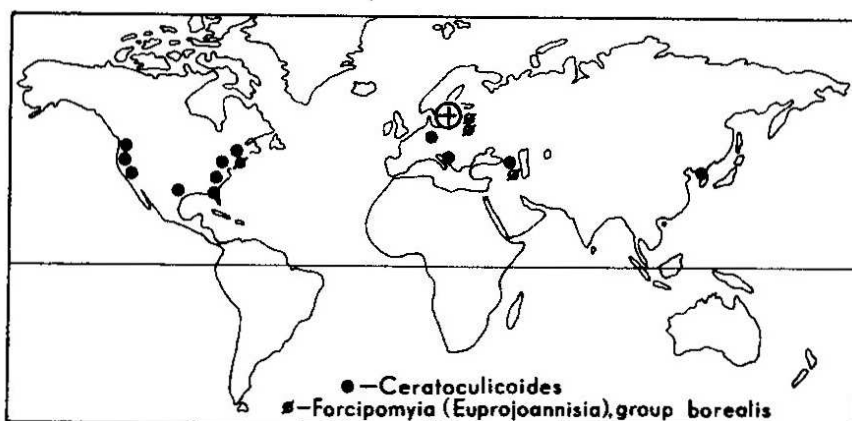 ●—Ceratoculicoides
ø—Forcipomyia (Euprojoannisia), group borealis